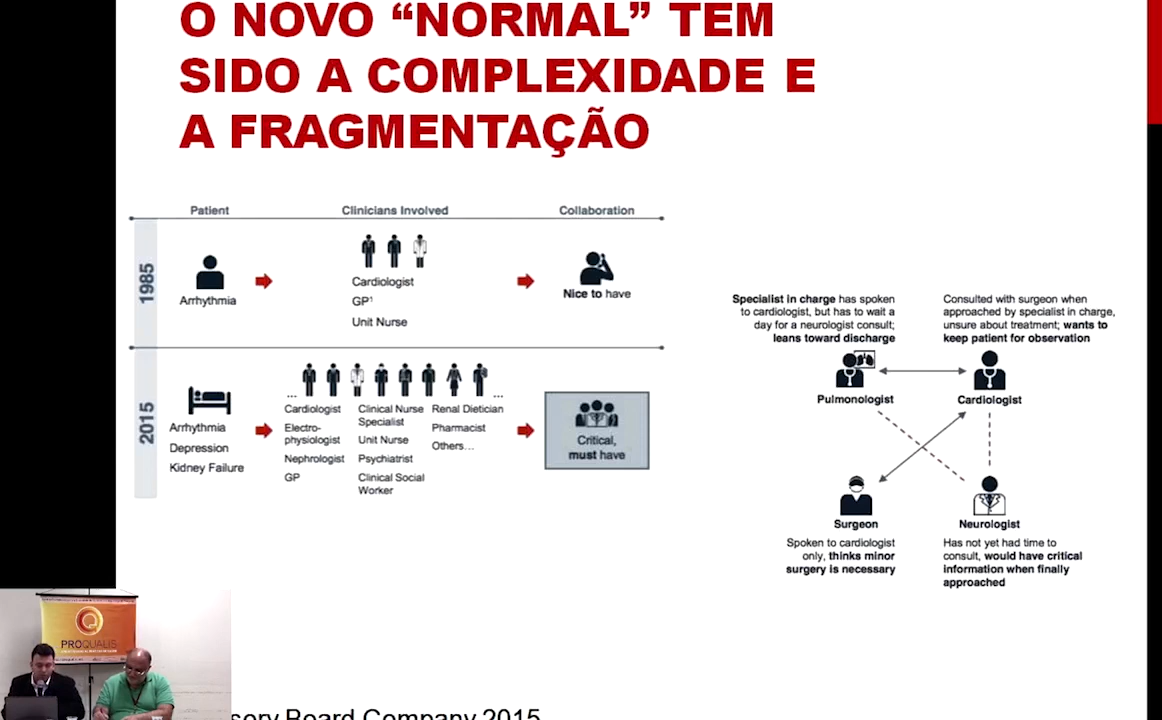 O NOVO “NORMAL” TEM
SIDO A COMPLEXIDADE E
A FRAGMENTAÇÃO
Patient
Clinicians Involved
Collaboration
1985
Arrhythmia
Cardiologist
GP¹
Unit Nurse
Nice to have
2015
Arrhythmia
Depression
Kidney Failure
...
...
Cardiologist
Electro-
physiologist
Nephrologist
GP
Clinical Nurse
Specialist
Unit Nurse
Psychiatrist
Clinical Social
Worker
Renal Dietician
Pharmacist
Others...
Critical,
must have
Specialist in charge has spoken
to cardiologist, but has to wait a
day for a neurologist consult;
leans toward discharge
Pulmonologist
Consulted with surgeon when
approached by specialist in charge,
unsure about treatment; wants to
keep patient for observation
Cardiologist
Surgeon
Spoken to cardiologist
only, thinks minor
surgery is necessary
Neurologist
Has not yet had time to
consult, would have critical
information when finally
approached
PROQUALIS
Board Company 2015